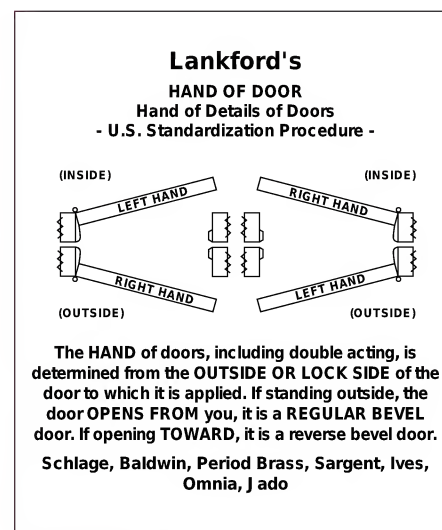 Lankford's
HAND OF DOOR
Hand of Details of Doors
- U.S. Standardization Procedure -
(INSIDE) (INSIDE)
LEFT HAND RIGHT HAND
RIGHT HAND LEFT HAND
(OUTSIDE) (OUTSIDE)
The HAND of doors, including double acting, is
determined from the OUTSIDE OR LOCK SIDE of the
door to which it is applied. If standing outside, the
door OPENS FROM you, it is a REGULAR BEVEL
door. If opening TOWARD, it is a reverse bevel door.
Schlage, Baldwin, Period Brass, Sargent, Ives,
Omnia, Jado